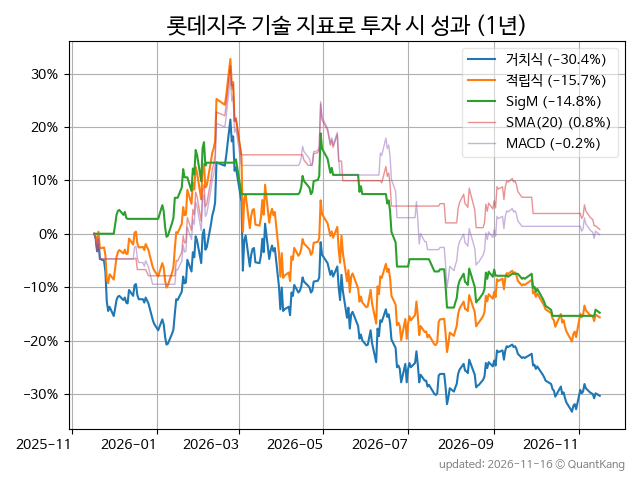 롯데지주 기술 지표로 투자 시 성과 (1년)
거치식 (−30.4%)
적립식 (−15.7%)
SigM (−14.8%)
SMA(20) (0.8%)
MACD (−0.2%)
30%
20%
10%
0%
−10%
−20%
−30%
2025−11 2026−01 2026−03 2026−05 2026−07 2026−09 2026−11
updated: 2026-11-16 © QuantKang